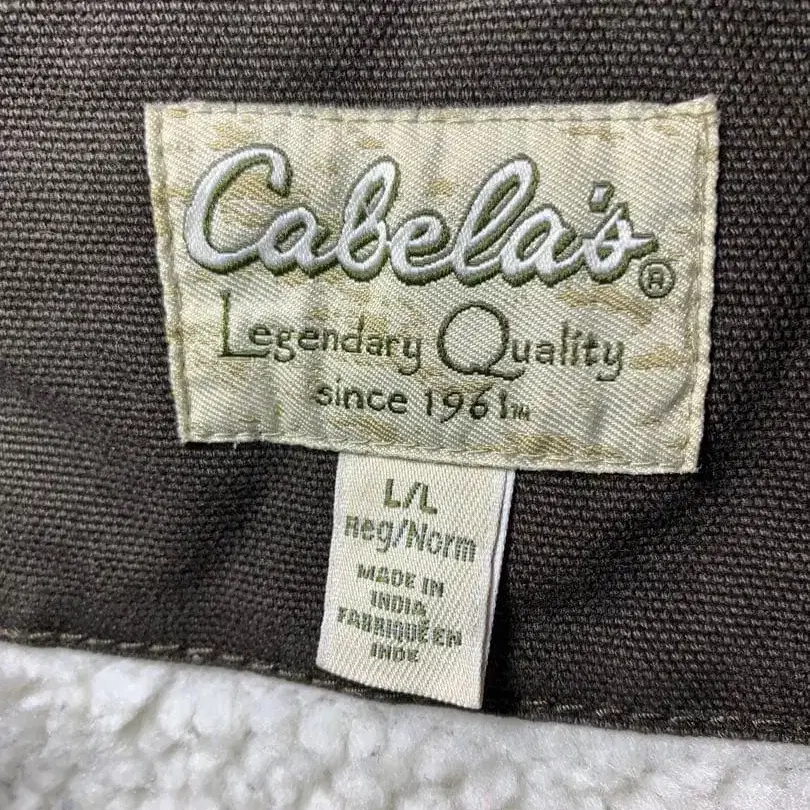 Cabela's®
Legendary Quality
since 1961™
L/L
Reg/Norm
MADE IN
INDIA
FABRIQUÉ EN
INDE